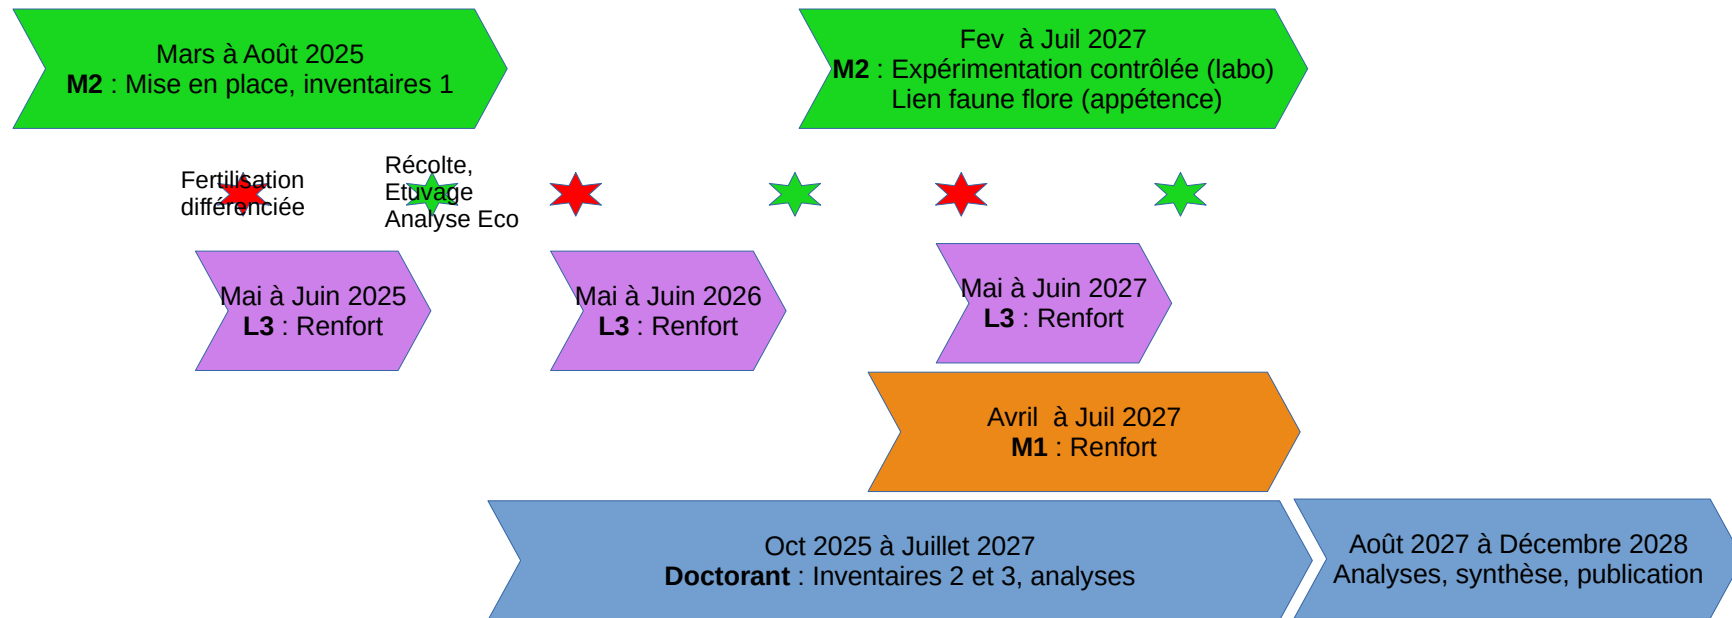 Mars à Août 2025
M2 : Mise en place, inventaires 1
Fev à Juil 2027
M2 : Expérimentation contrôlée (labo)
Lien faune flore (appétence)
Fertilisation
différenciée
Récolte,
Etuvage
Analyse Eco
Mai à Juin 2025
L3 : Renfort
Mai à Juin 2026
L3 : Renfort
Mai à Juin 2027
L3 : Renfort
Avril à Juil 2027
M1 : Renfort
Oct 2025 à Juillet 2027
Doctorant : Inventaires 2 et 3, analyses
Août 2027 à Décembre 2028
Analyses, synthèse, publication